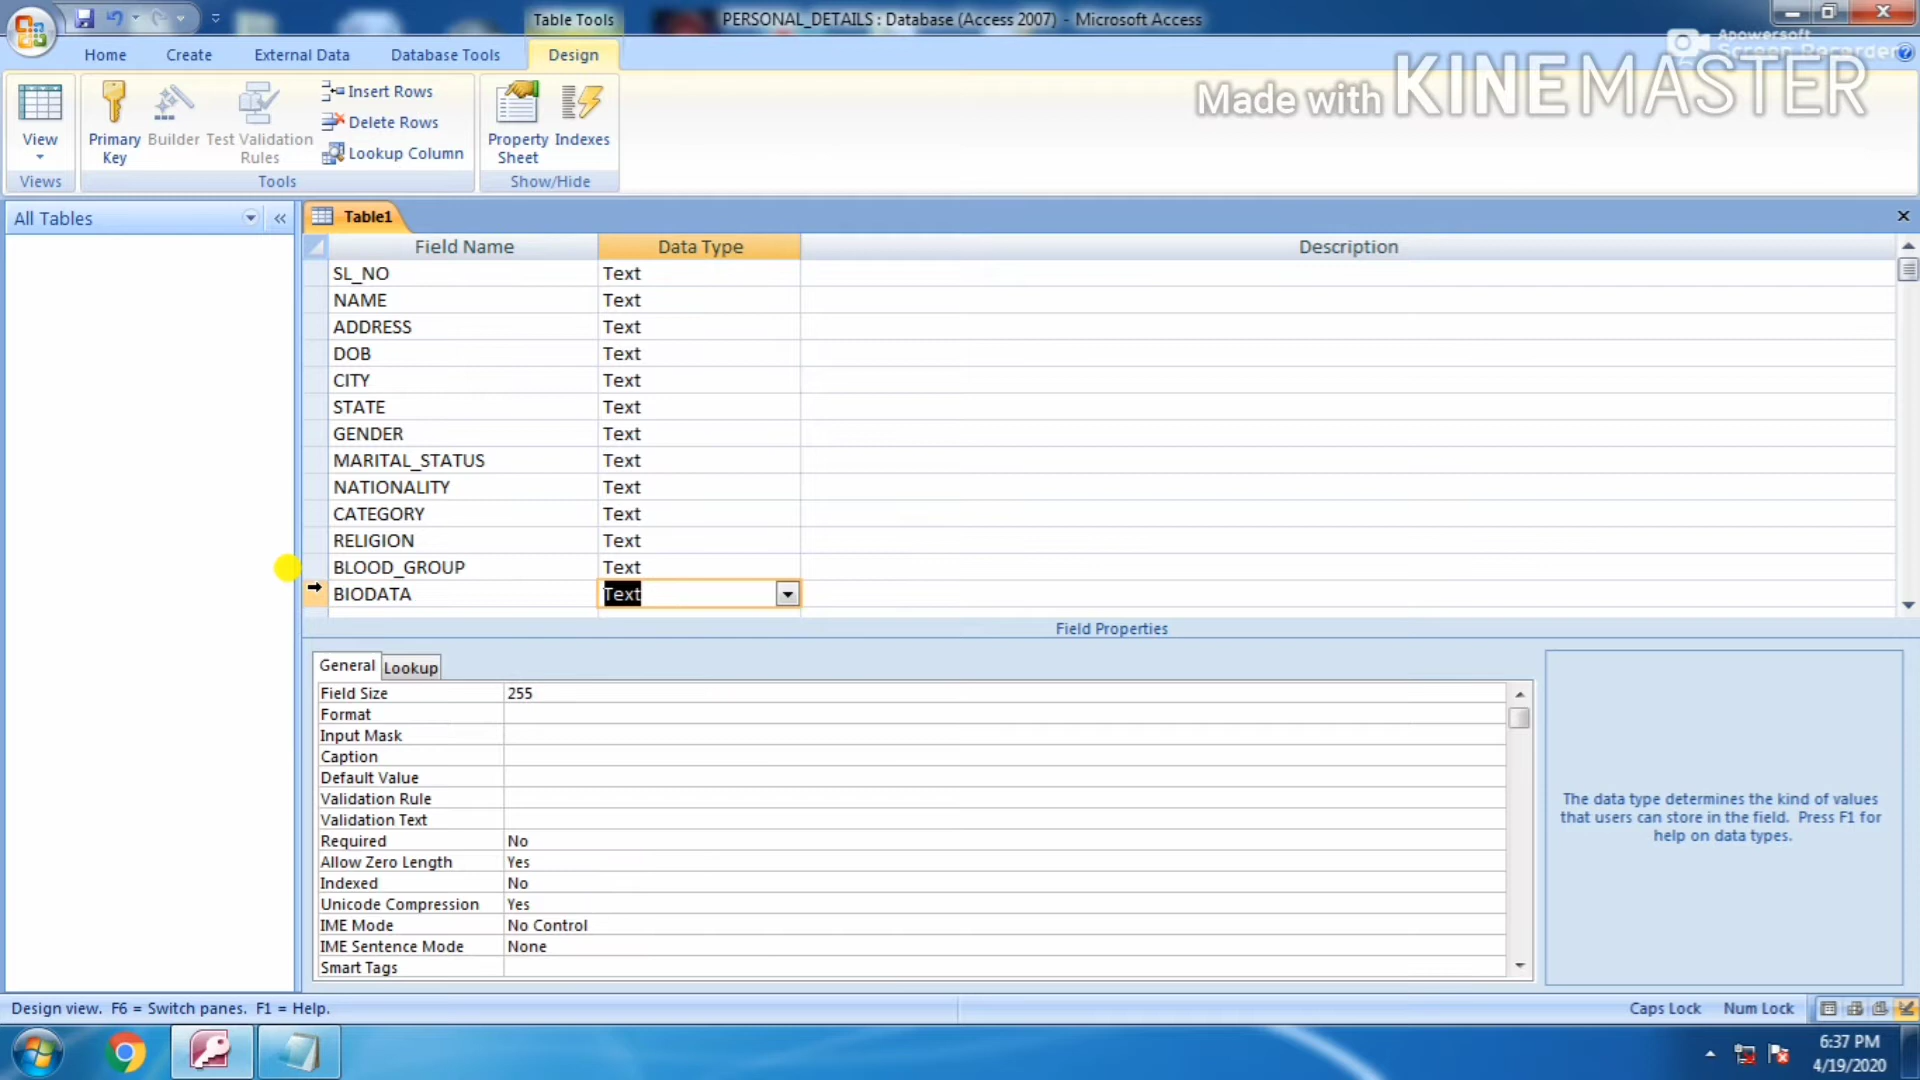 Table Tools
PERSONAL_DETAILS : Database (Access 2007) - Microsoft Access
Apowersoft
Screen Recorder
Home
Create
External Data
Database Tools
Design
Made with KINEMASTER
View
Primary Key
Builder
Test Validation Rules
Insert Rows
Delete Rows
Lookup Column
Property Sheet
Indexes
Views
Tools
Show/Hide
All Tables
Table1
Field Name Data Type Description
SL_NO Text
NAME Text
ADDRESS Text
DOB Text
CITY Text
STATE Text
GENDER Text
MARITAL_STATUS Text
NATIONALITY Text
CATEGORY Text
RELIGION Text
BLOOD_GROUP Text
BIODATA Text
Field Properties
General Lookup
Field Size 255
Format
Input Mask
Caption
Default Value
Validation Rule
Validation Text
Required No
Allow Zero Length Yes
Indexed No
Unicode Compression Yes
IME Mode No Control
IME Sentence Mode None
Smart Tags
The data type determines the kind of values
that users can store in the field. Press F1 for
help on data types.
Design view. F6 = Switch panes. F1 = Help.
Caps Lock
Num Lock
6:37 PM
4/19/2020